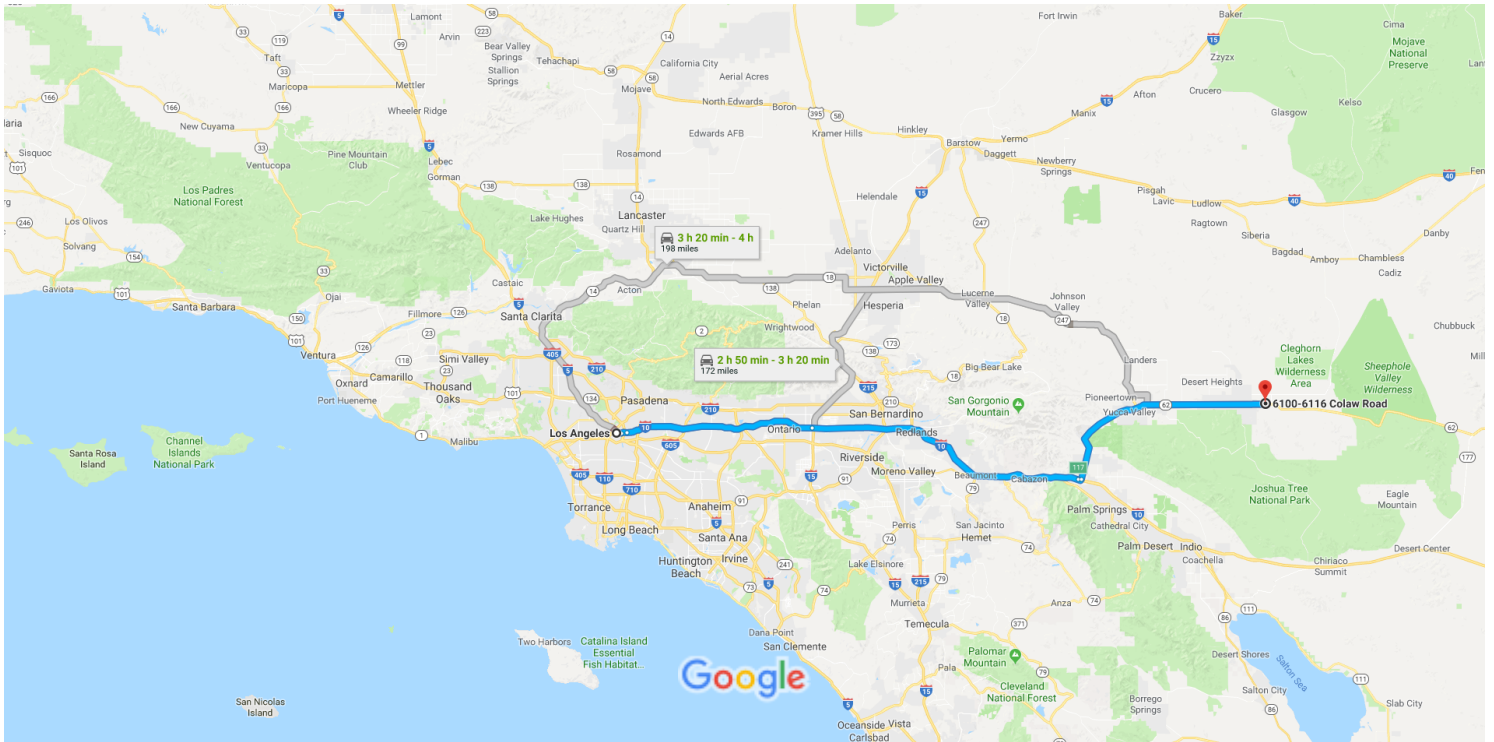 Lamont
Fort Irwin
Baker
Cima
Arvin
Bear Valley
Springs
Tehachapi
California City
Mojave
National
Preserve
Taft
Stallion
Springs
Zzyzx
Maricopa
Mettler
Mojave
Aerial Acres
Afton
Crucero
Kelso
Wheeler Ridge
North Edwards
Boron
Manix
Glasgow
New Cuyama
Edwards AFB
Kramer Hills
Hinkley
Yermo
Barstow
Daggett
Sisquoc
Ventucopa
Pine Mountain
Club
Lebec
Gorman
Rosamond
Newberry
Springs
Los Padres
National Forest
Helendale
Pisgah
Lavic
Ludlow
Los Olivos
Lake Hughes
Lancaster
Quartz Hill
Ragtown
Siberia
Danby
Solvang
3 h 20 min - 4 h
198 miles
Adelanto
Bagdad
Amboy
Chambless
Cadiz
Gaviota
Santa Barbara
Ojai
Castaic
Acton
Victorville
Apple Valley
Lucerne
Valley
Johnson
Valley
Fillmore
Santa Clarita
Phelan
Hesperia
Wrightwood
Chubbuck
Ventura
Simi Valley
2 h 50 min - 3 h 20 min
172 miles
Big Bear Lake
Landers
Cleghorn
Lakes
Wilderness
Area
Sheephole
Valley
Wilderness
Oxnard
Camarillo
Thousand
Oaks
Port Hueneme
Pasadena
San Gorgonio
Mountain
Desert Heights
Pioneertown
Yucca Valley
6100-6116 Colaw Road
San Bernardino
Los Angeles
Ontario
Redlands
Malibu
Channel
Islands
National Park
Santa Rosa
Island
Riverside
Moreno Valley
Beaumont
Cabazon
117
Joshua Tree
National Park
Eagle
Mountain
Torrance
Anaheim
Long Beach
Santa Ana
Irvine
Huntington
Beach
Perris
San Jacinto
Hemet
Palm Springs
Cathedral City
Palm Desert
Indio
Coachella
Desert Center
Chiriaco
Summit
Lake Elsinore
Murrieta
Temecula
Anza
Dana Point
San Clemente
Two Harbors
Catalina Island
Essential
Fish Habitat...
Palomar
Mountain
Pala
Desert Shores
Salton Sea
Google
Cleveland
National Forest
Borrego
Springs
Salton City
Slab City
San Nicolas
Island
Oceanside
Vista
Carlsbad